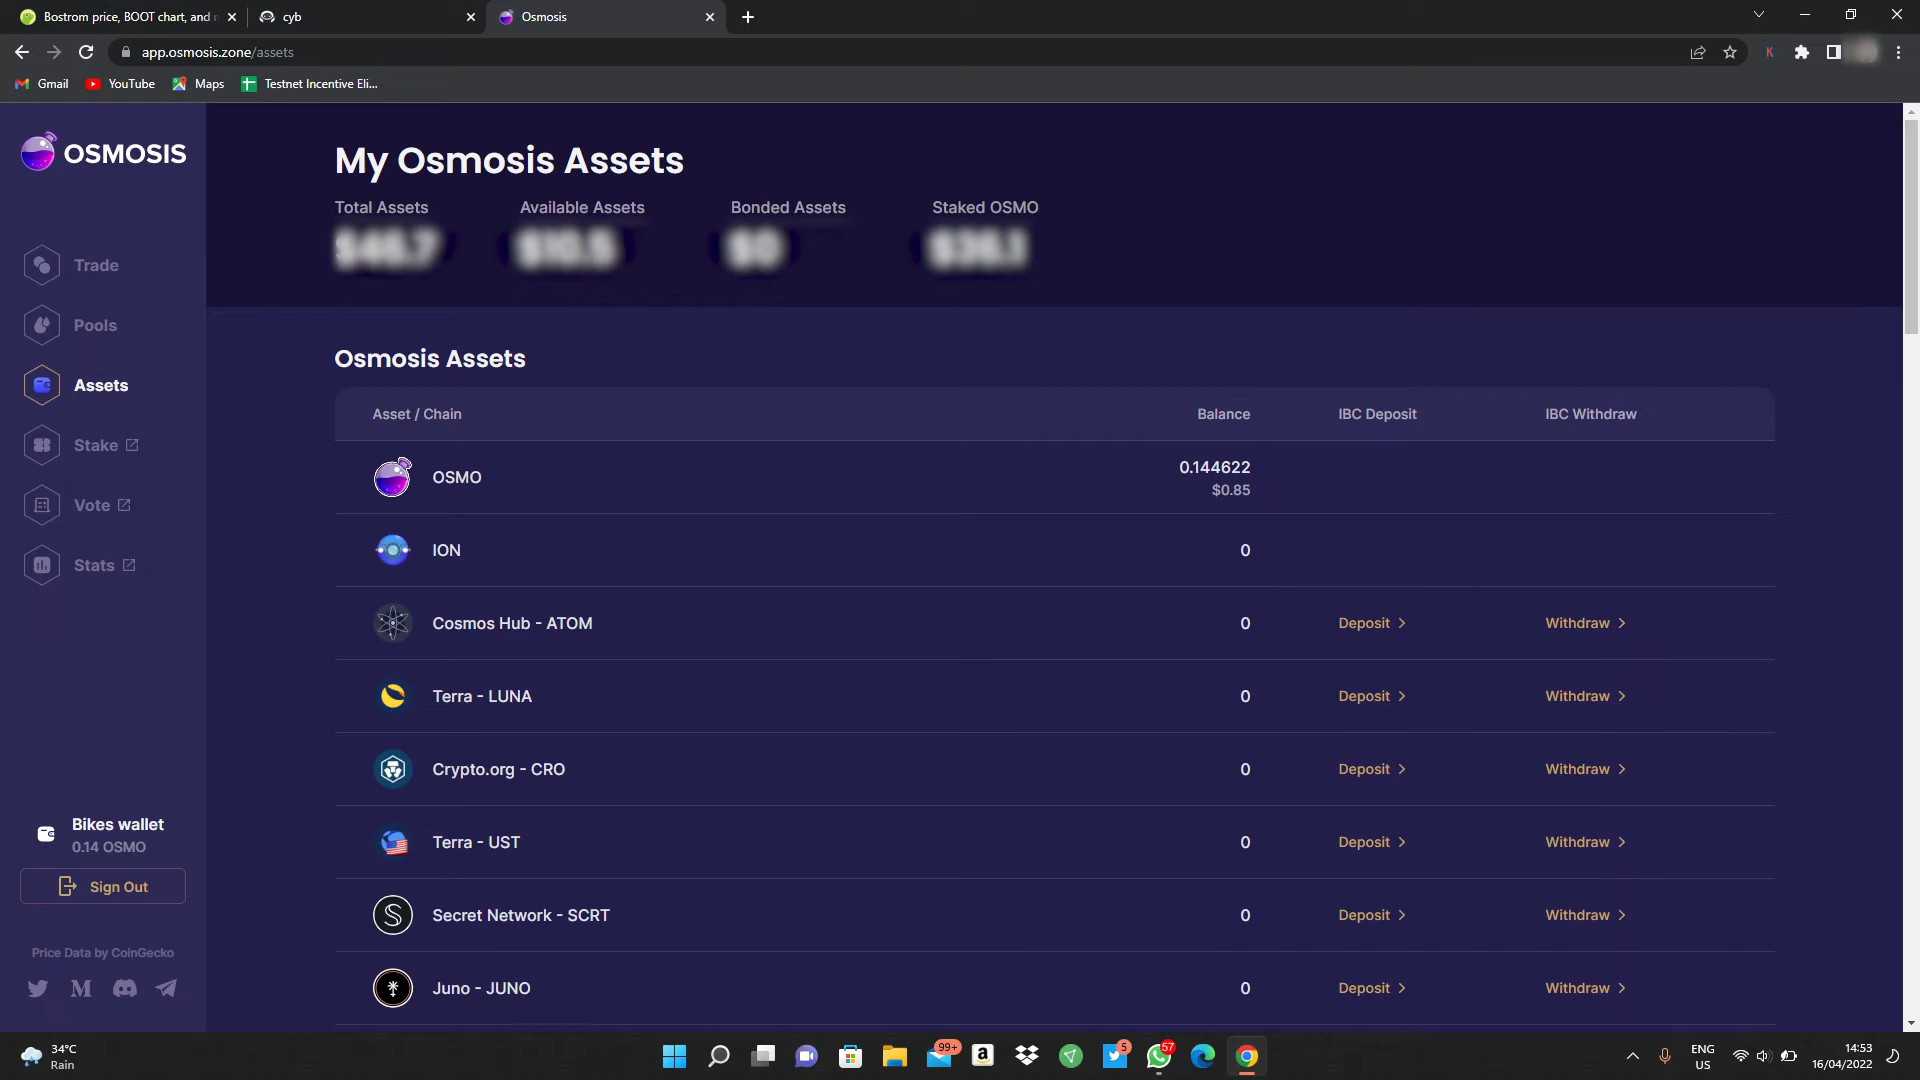 Bostrom price, BOOT chart, and
cyb
Osmosis
app.osmosis.zone/assets
K
Gmail
YouTube
Maps
Testnet Incentive Eli...
OSMOSIS
Trade
Pools
Assets
Stake
Vote
Stats
Bikes wallet
0.14 OSMO
Sign Out
Price Data by CoinGecko
My Osmosis Assets
Total Assets
Available Assets
Bonded Assets
Staked OSMO
Osmosis Assets
Asset / Chain
Balance
IBC Deposit
IBC Withdraw
OSMO
0.144622
$0.85
ION
0
Cosmos Hub - ATOM
0
Deposit
Withdraw
Terra - LUNA
0
Deposit
Withdraw
Crypto.org - CRO
0
Deposit
Withdraw
Terra - UST
0
Deposit
Withdraw
Secret Network - SCRT
0
Deposit
Withdraw
Juno - JUNO
0
Deposit
Withdraw
34°C
Rain
99+
5
57
ENG
US
14:53
16/04/2022